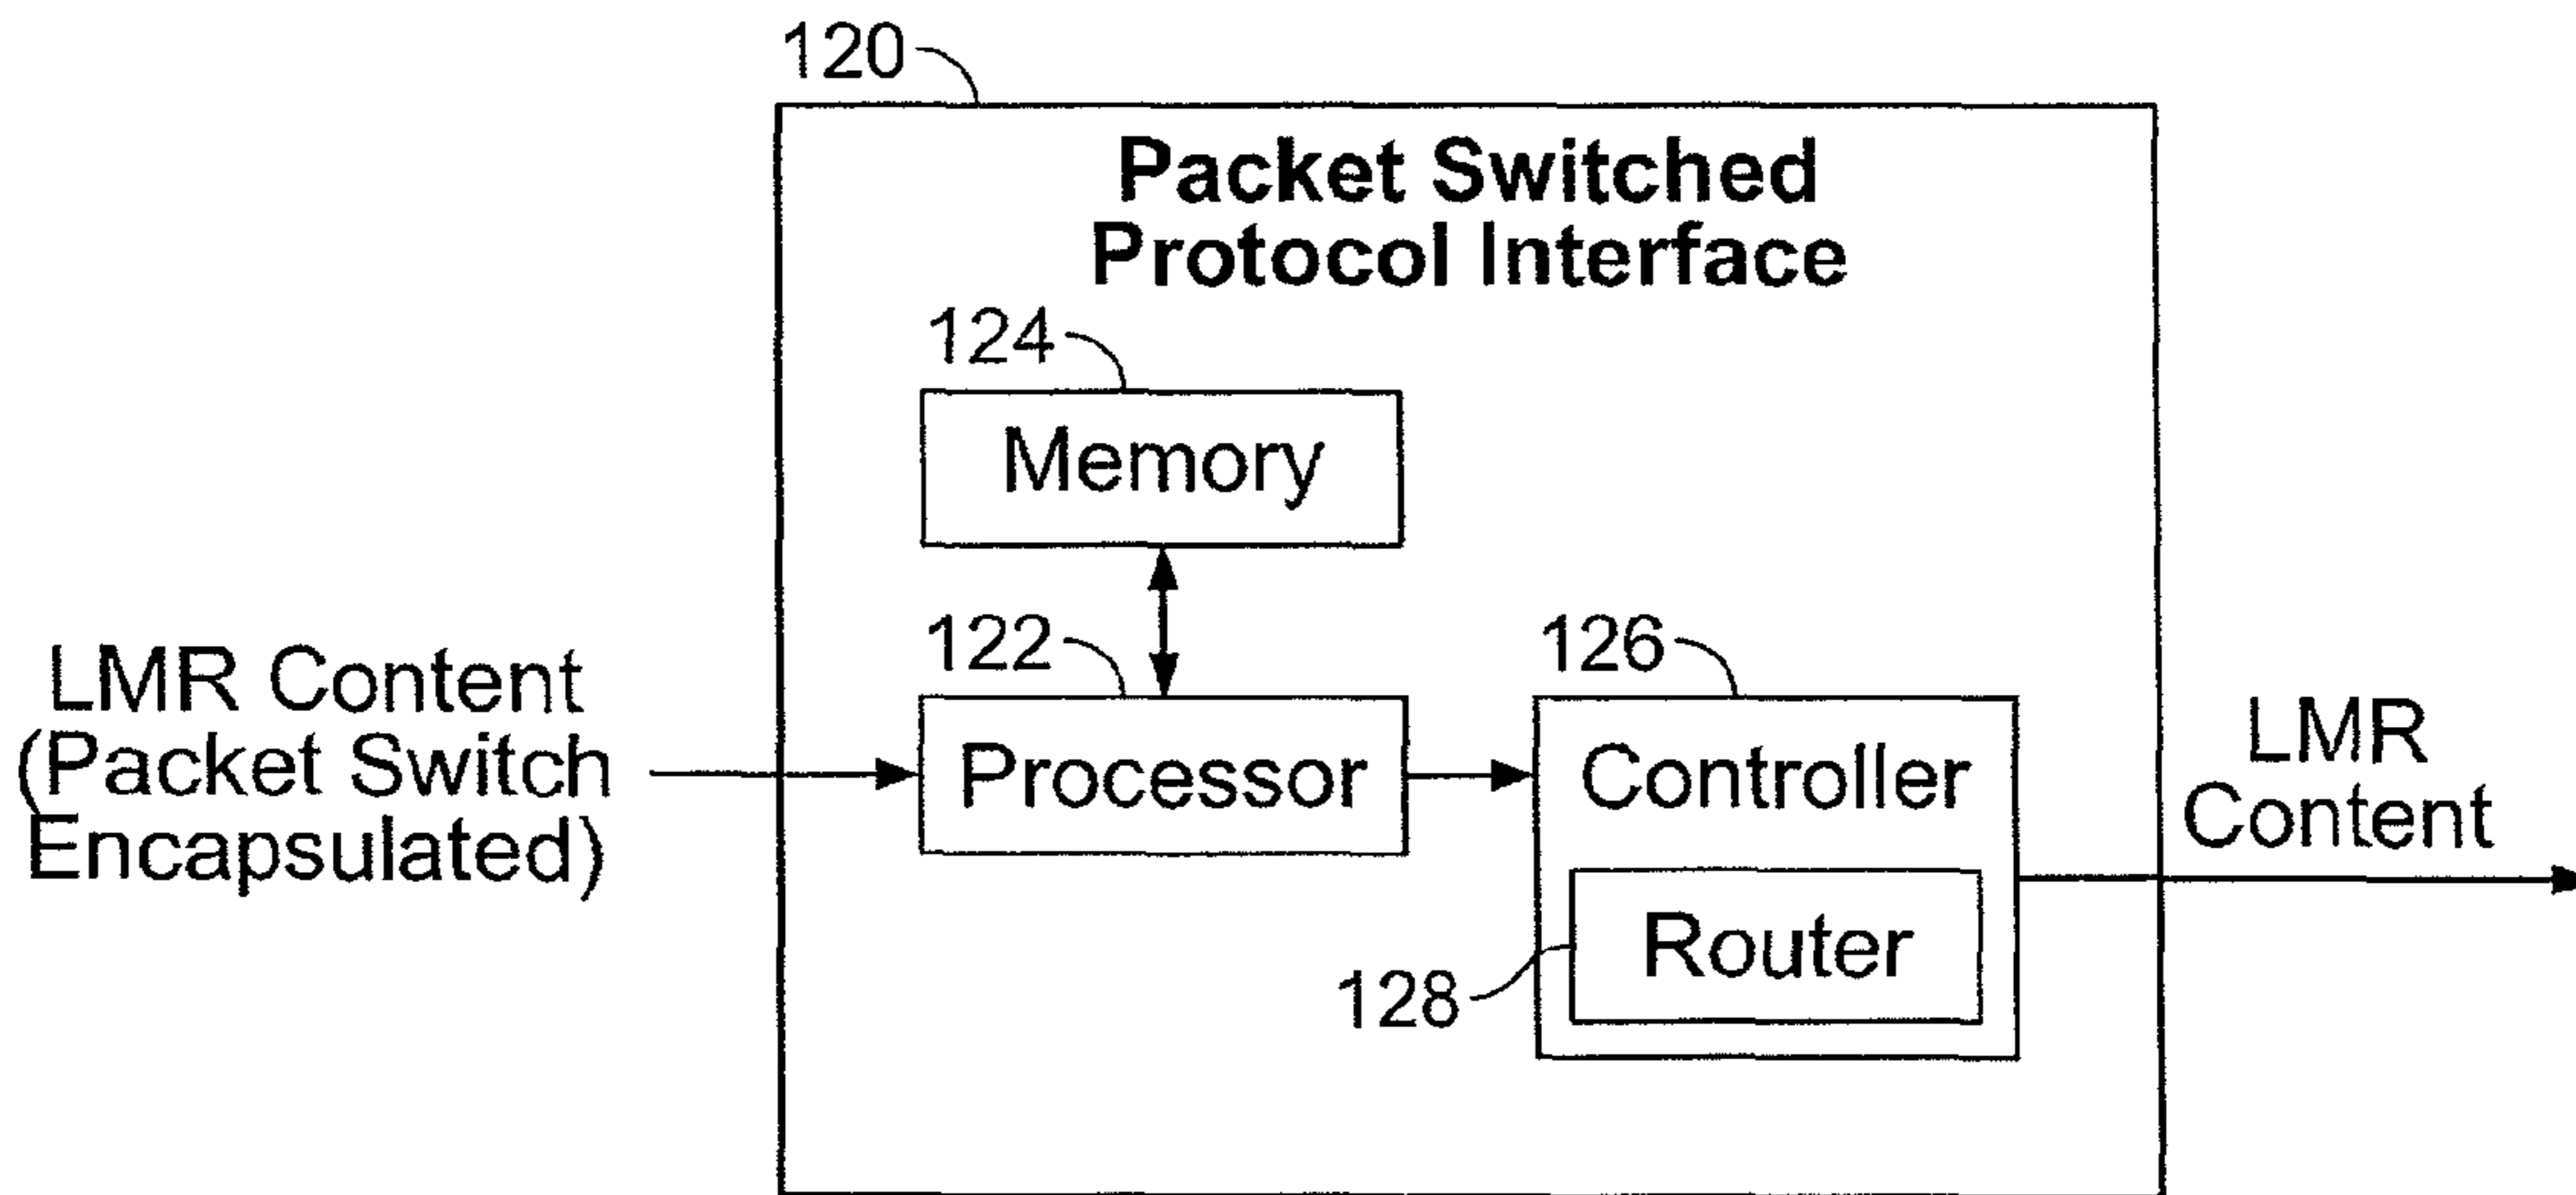 120
Packet Switched
Protocol Interface
124
Memory
122
Processor
126
Controller
128
Router
LMR Content
(Packet Switch
Encapsulated)
LMR
Content